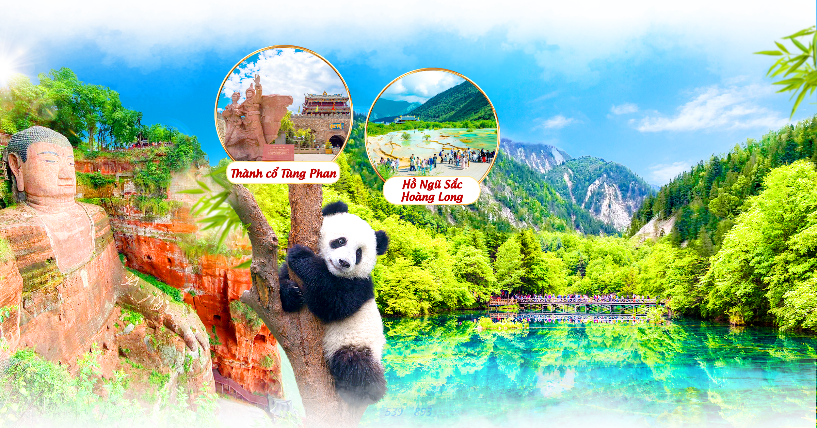 Thành cổ Tùng Phan
Hồ Ngũ Sắc
Hoàng Long